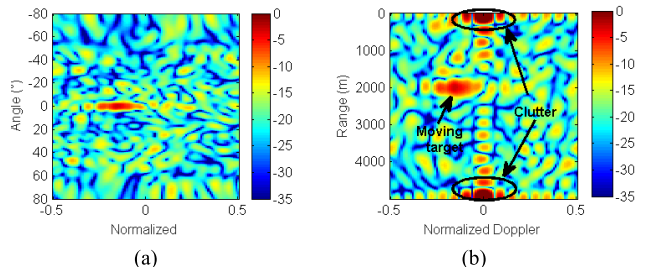 -80
-60
-40
-20
0
20
40
60
80
Angle (°)
-0.5 0 0.5
Normalized
0
-5
-10
-15
-20
-25
-30
-35
(a)
0
1000
2000
3000
4000
Range (m)
Moving
target
Clutter
-0.5 0 0.5
Normalized Doppler
0
-5
-10
-15
-20
-25
-30
-35
(b)